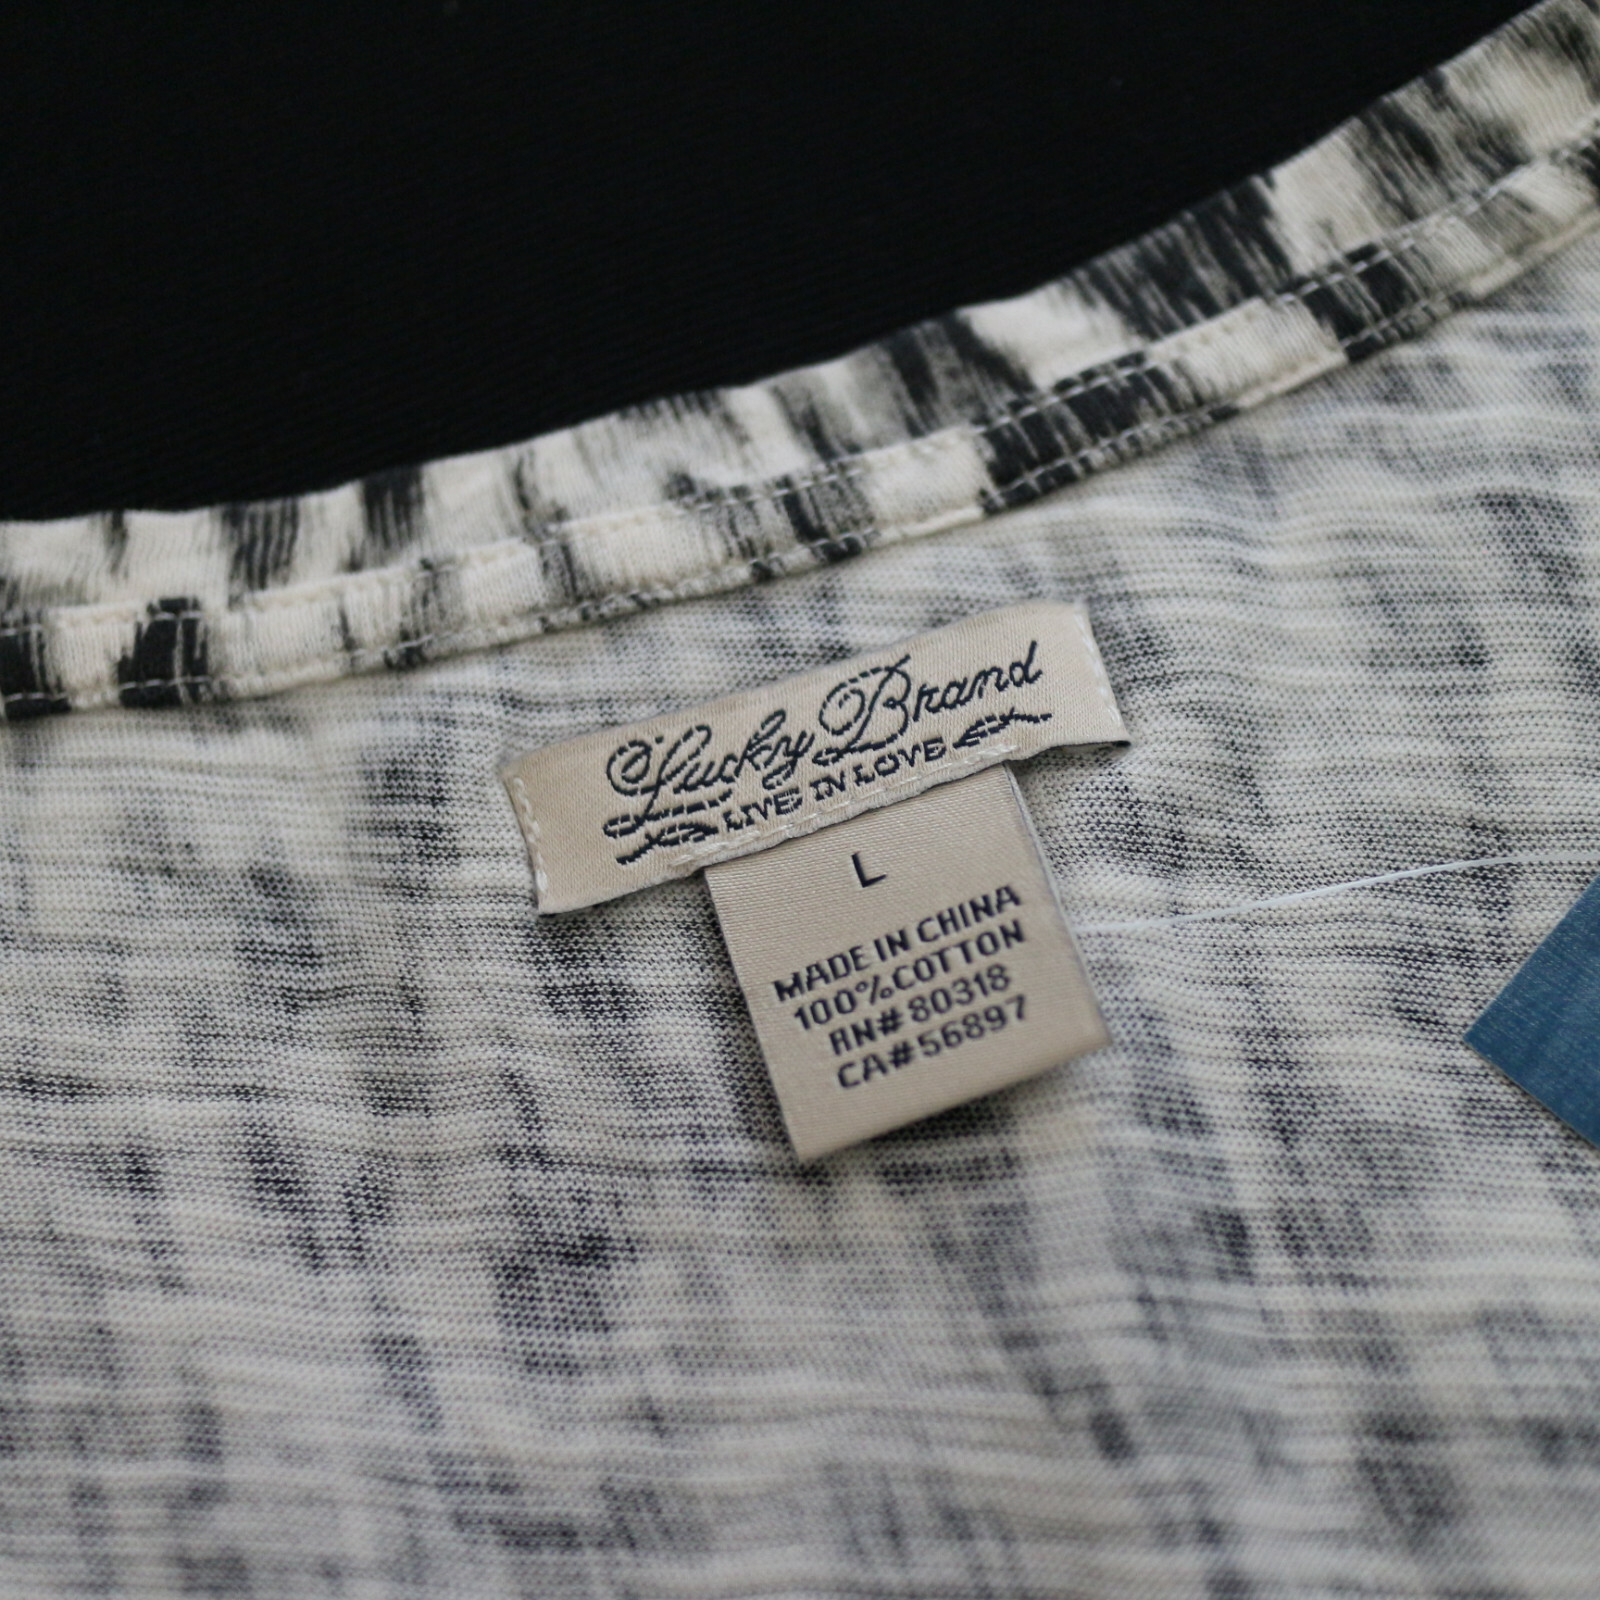 Lucky Brand
LIVE IN LOVE
L
MADE IN CHINA
100%COTTON
RN# 80318
CA#56897